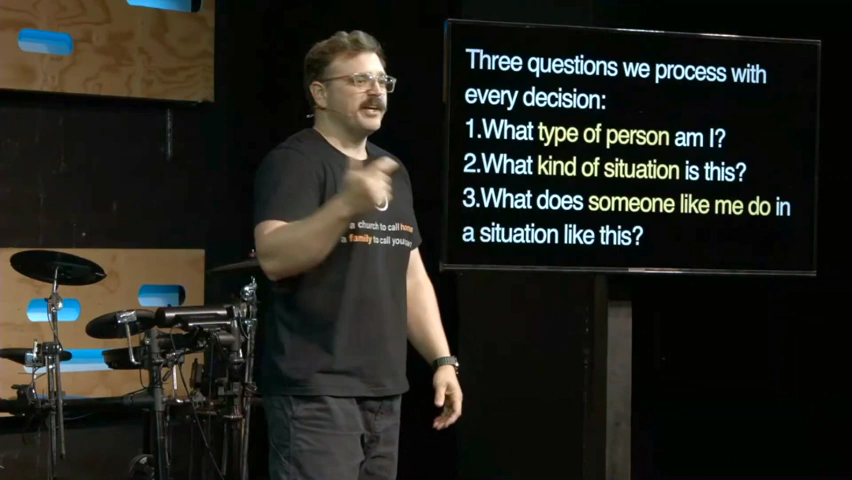 Three questions we process with
every decision:
1.What type of person am I?
2.What kind of situation is this?
3.What does someone like me do in
a situation like this?
a church to call home
a family to call your